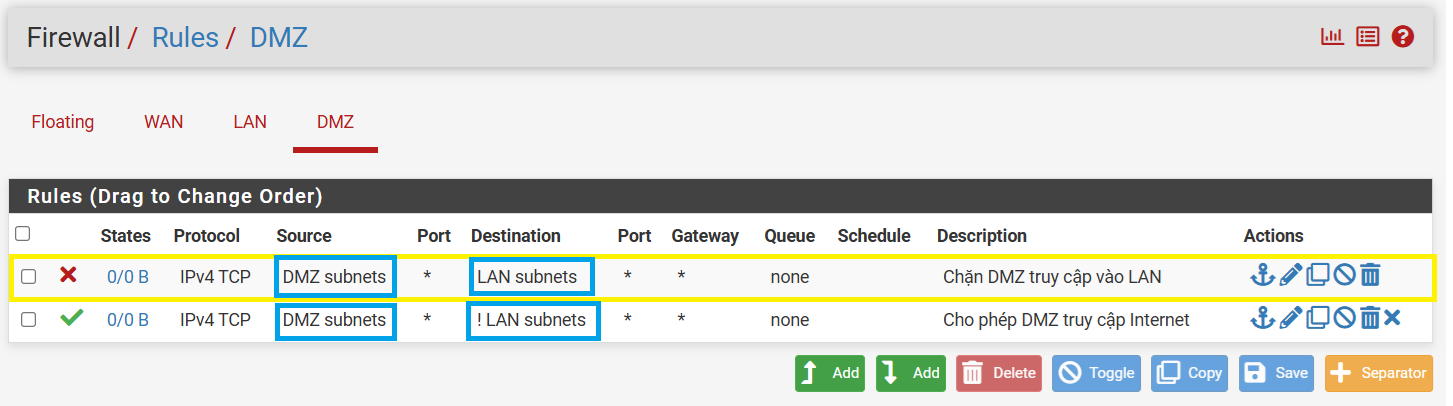 Firewall / Rules / DMZ
Floating WAN LAN DMZ
Rules (Drag to Change Order)
States Protocol Source Port Destination Port Gateway Queue Schedule Description Actions
0/0 B IPv4 TCP DMZ subnets * LAN subnets * * none Chặn DMZ truy cập vào LAN
0/0 B IPv4 TCP DMZ subnets * ! LAN subnets * * none Cho phép DMZ truy cập Internet
Add Add Delete Toggle Copy Save Separator